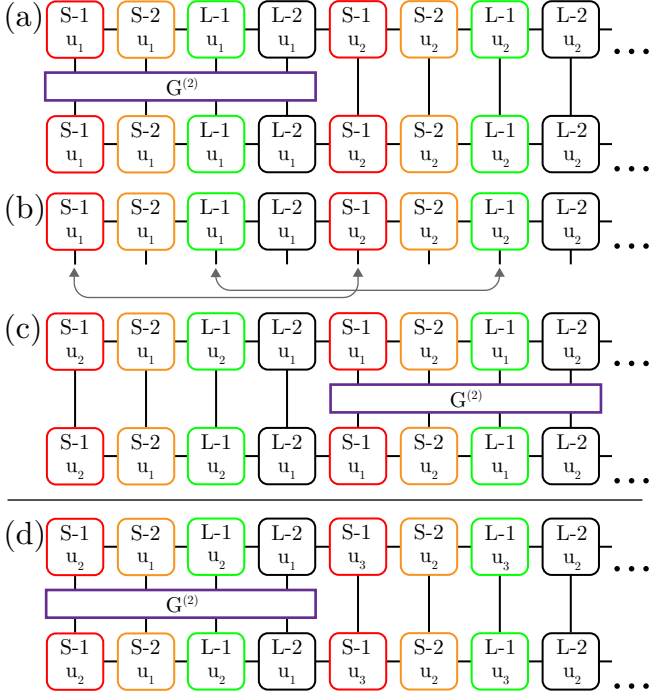 (a)
S-1 S-2 L-1 L-2 S-1 S-2 L-1 L-2
u₁ u₁ u₁ u₁ u₂ u₂ u₂ u₂
...
G⁽²⁾
S-1 S-2 L-1 L-2 S-1 S-2 L-1 L-2
u₁ u₁ u₁ u₁ u₂ u₂ u₂ u₂
...
(b)
S-1 S-2 L-1 L-2 S-1 S-2 L-1 L-2
u₁ u₁ u₁ u₁ u₂ u₂ u₂ u₂
...
(c)
S-1 S-2 L-1 L-2 S-1 S-2 L-1 L-2
u₂ u₁ u₂ u₁ u₁ u₂ u₁ u₂
...
G⁽²⁾
S-1 S-2 L-1 L-2 S-1 S-2 L-1 L-2
u₂ u₁ u₂ u₁ u₁ u₂ u₁ u₂
...
(d)
S-1 S-2 L-1 L-2 S-1 S-2 L-1 L-2
u₂ u₁ u₂ u₁ u₃ u₂ u₃ u₂
...
G⁽²⁾
S-1 S-2 L-1 L-2 S-1 S-2 L-1 L-2
u₂ u₁ u₂ u₁ u₃ u₂ u₃ u₂
...